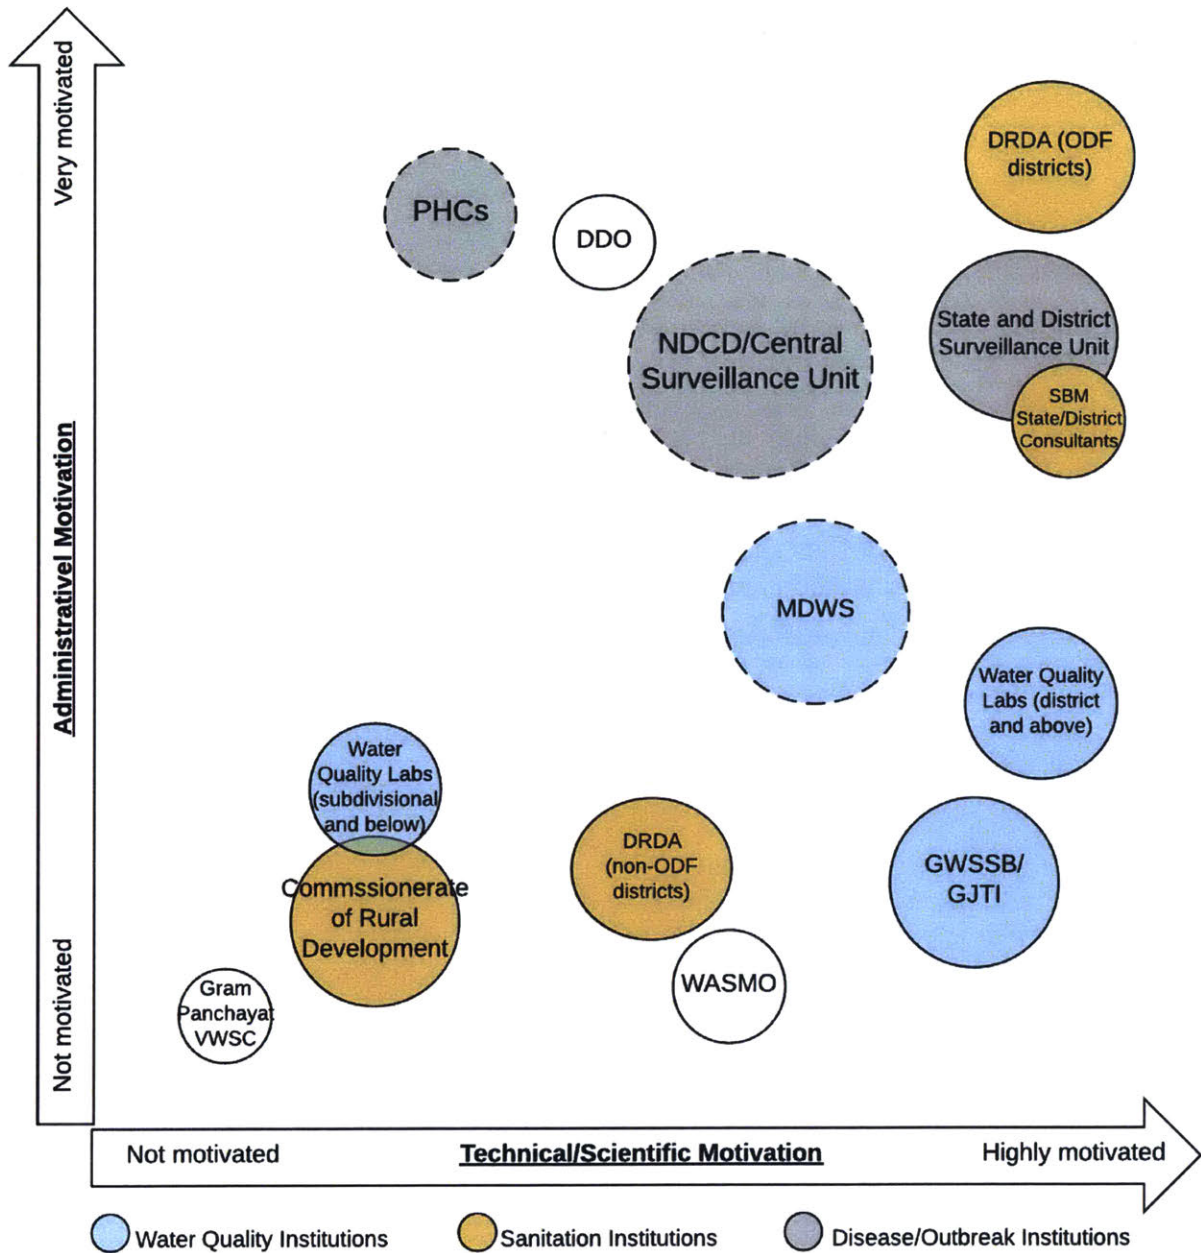 Very motivated
Administrativel Motivation
Not motivated
PHCs
DDO
DRDA (ODF
districts)
NDCD/Central
Surveillance Unit
State and District
Surveillance Unit
SBM
State/District
Consultants
MDWS
Water Quality
Labs (district
and above)
Water
Quality Labs
(subdivisional
and below)
Commssionerate
of Rural
Development
DRDA
(non-ODF
districts)
GWSSB/
GJTI
WASMO
Gram
Panchayat
VWSC
Not motivated
Technical/Scientific Motivation
Highly motivated
Water Quality Institutions
Sanitation Institutions
Disease/Outbreak Institutions